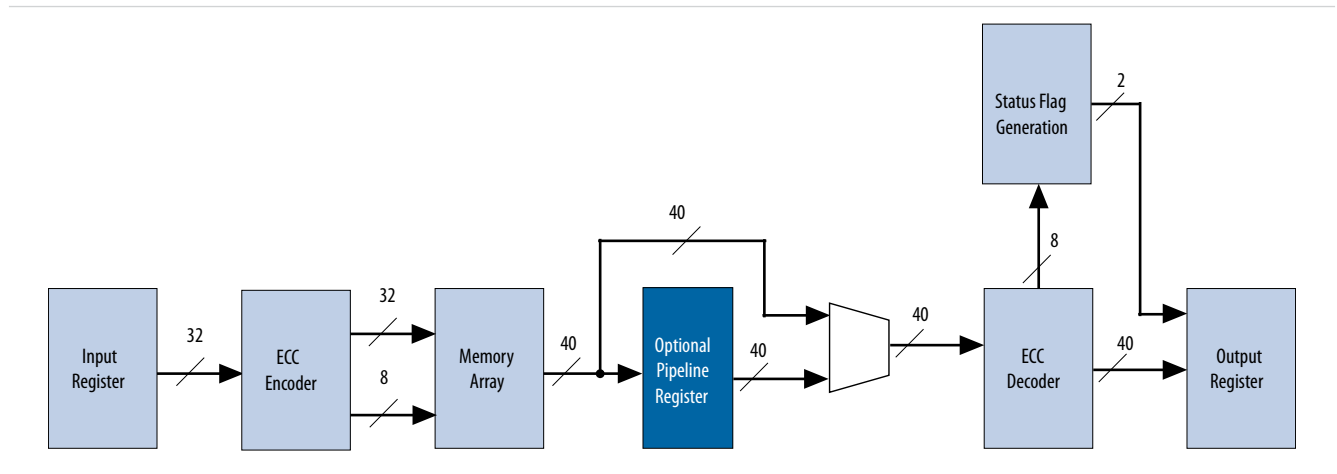 Input
Register
32
ECC
Encoder
32
8
Memory
Array
40
40
Optional
Pipeline
Register
40
40
ECC
Decoder
8
Status Flag
Generation
2
40
Output
Register